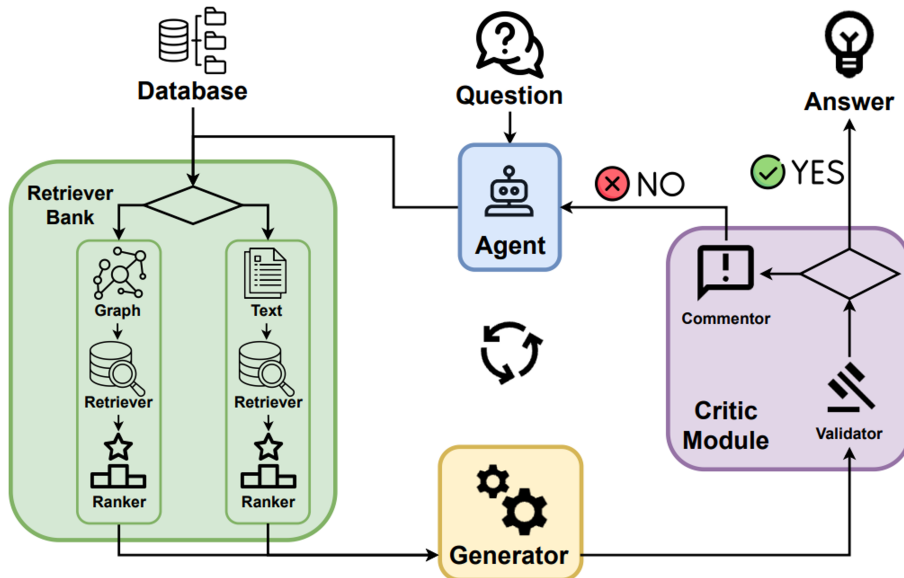 Database
Question
Answer
Retriever
Bank
Agent
NO
YES
Graph
Text
Retriever
Retriever
Ranker
Ranker
Commentor
Critic
Module
Validator
Generator